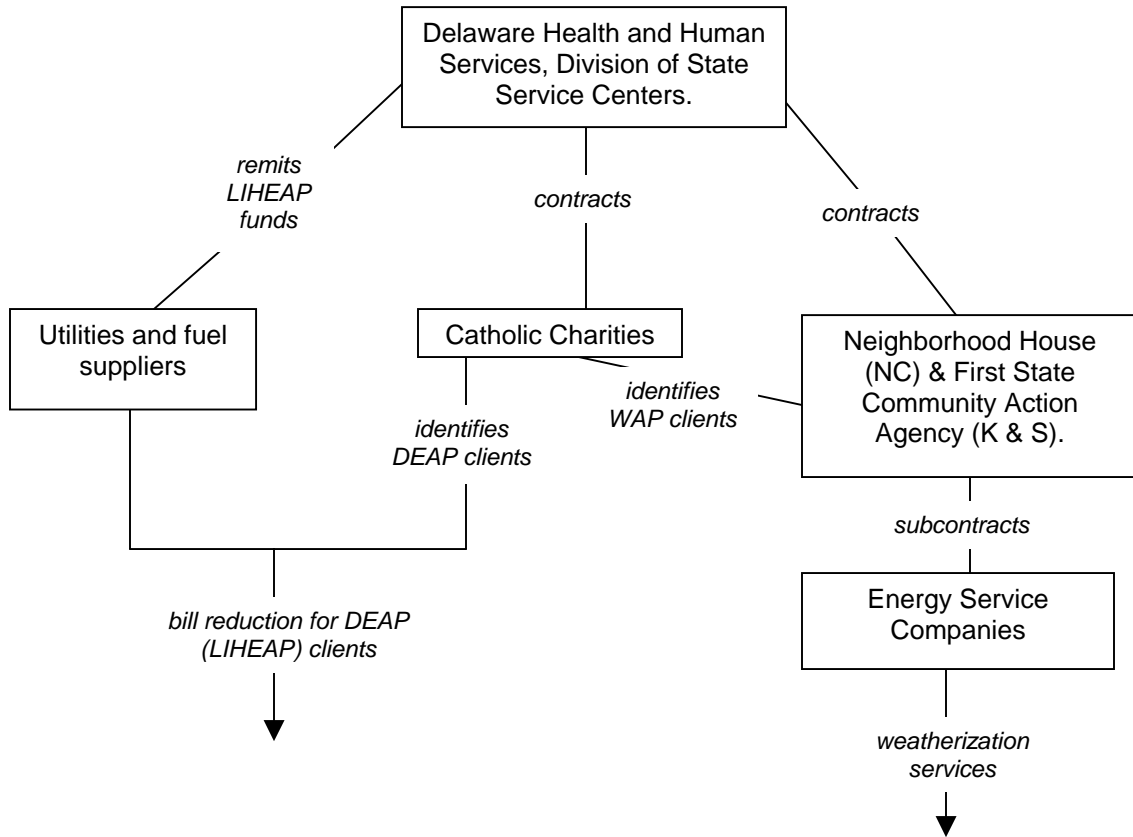 Delaware Health and Human
Services, Division of State
Service Centers.
remits
LIHEAP
funds
contracts
contracts
Utilities and fuel
suppliers
Catholic Charities
Neighborhood House
(NC) & First State
Community Action
Agency (K & S).
identifies
WAP clients
identifies
DEAP clients
subcontracts
Energy Service
Companies
bill reduction for DEAP
(LIHEAP) clients
weatherization
services